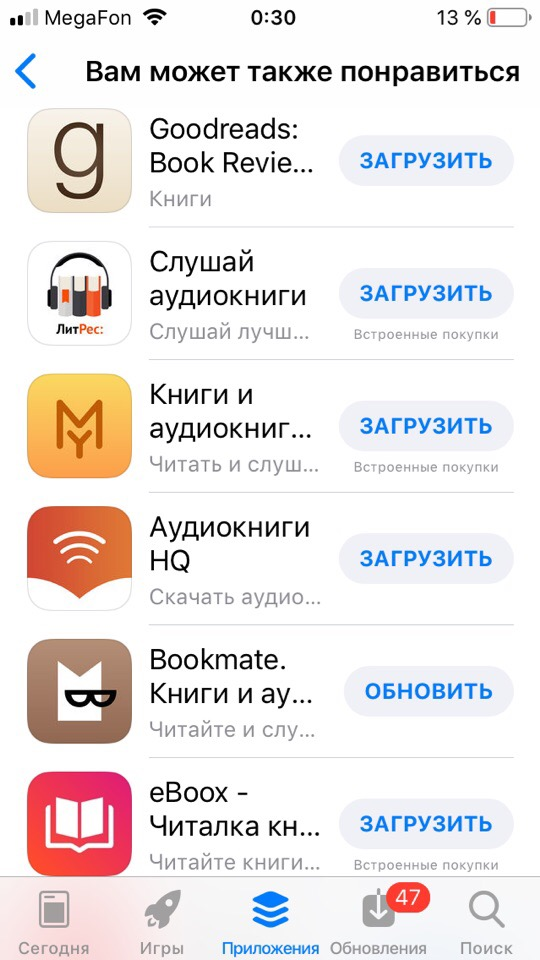 MegaFon 0:30 13 %
Вам может также понравиться
g
Goodreads:
Book Revie...
Книги
ЗАГРУЗИТЬ
ЛитРес:
Слушай
аудиокниги
Слушай лучш...
ЗАГРУЗИТЬ
Встроенные покупки
MY
Книги и
аудиокниг...
Читать и слуш...
ЗАГРУЗИТЬ
Встроенные покупки
Аудиокниги
HQ
Скачать аудио...
ЗАГРУЗИТЬ
Bookmate.
Книги и ау...
Читайте и слу...
ОБНОВИТЬ
eBoox -
Читалка кн...
Читайте книги...
ЗАГРУЗИТЬ
Встроенные покупки
47
Сегодня Игры Приложения Обновления Поиск